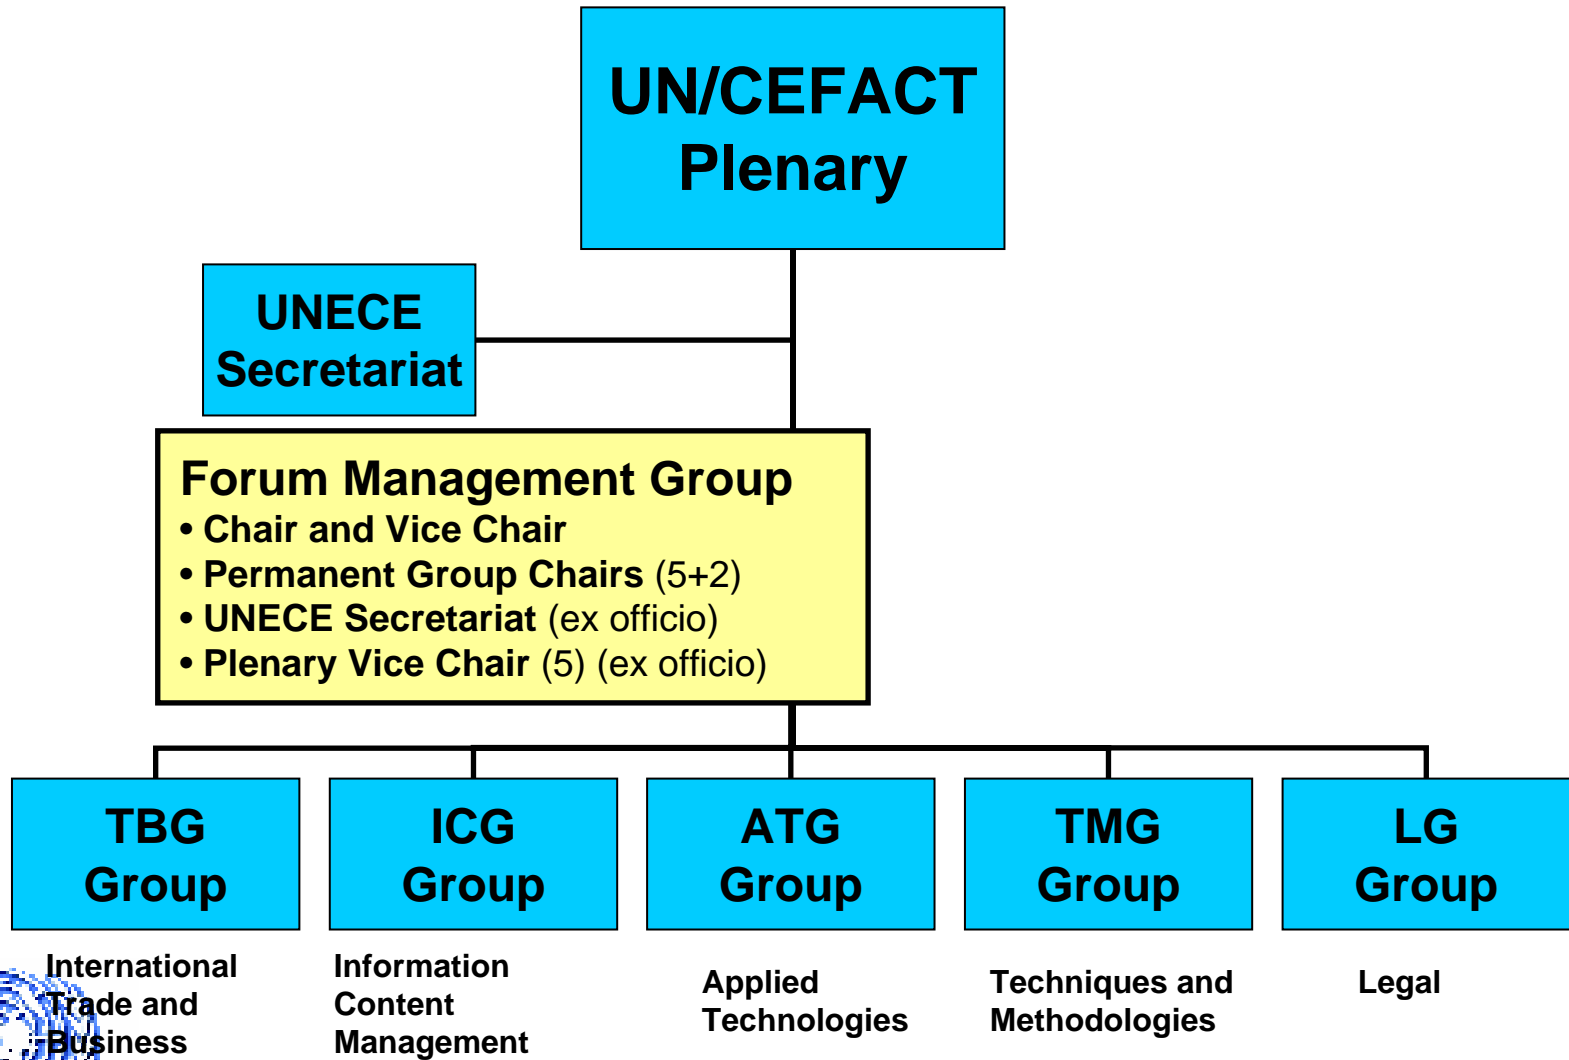 UN/CEFACT
Plenary
UNECE
Secretariat
Forum Management Group
• Chair and Vice Chair
• Permanent Group Chairs (5+2)
• UNECE Secretariat (ex officio)
• Plenary Vice Chair (5) (ex officio)
TBG
Group
ICG
Group
ATG
Group
TMG
Group
LG
Group
International
Trade and
Business
Information
Content
Management
Applied
Technologies
Techniques and
Methodologies
Legal